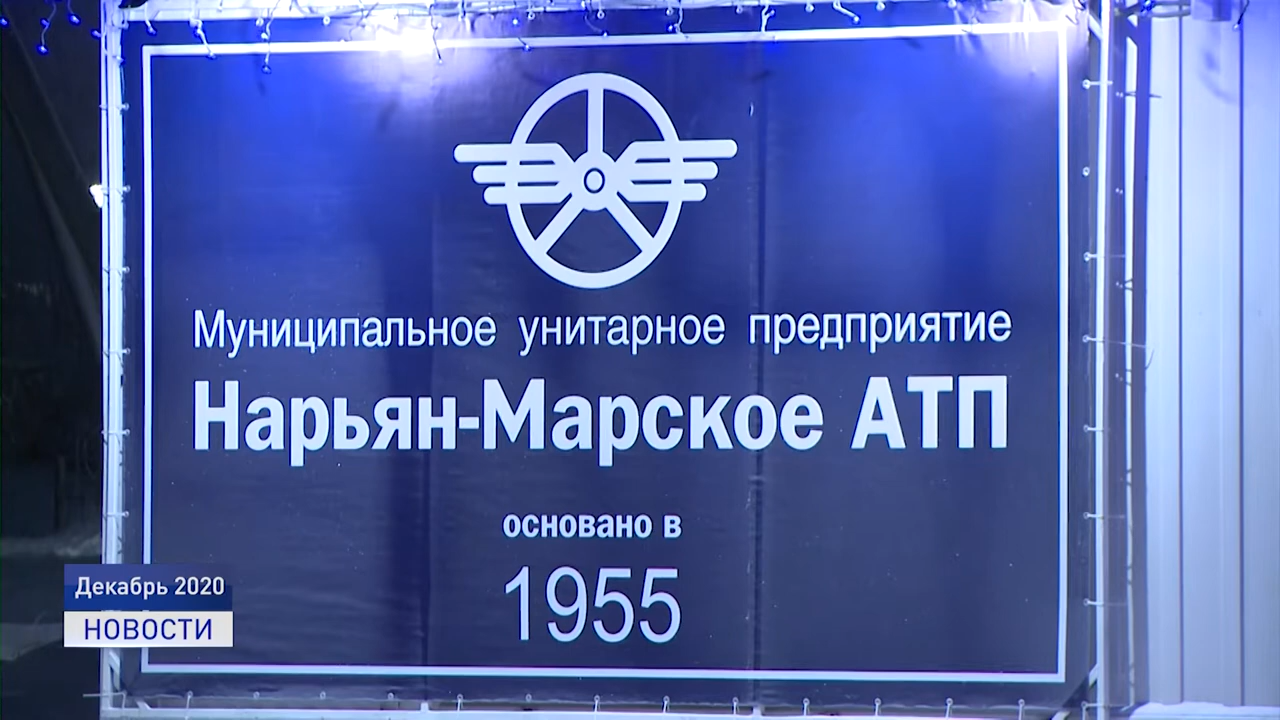 Муниципальное унитарное предприятие
Нарьян-Марское АТП
основано в
1955
Декабрь 2020
НОВОСТИ